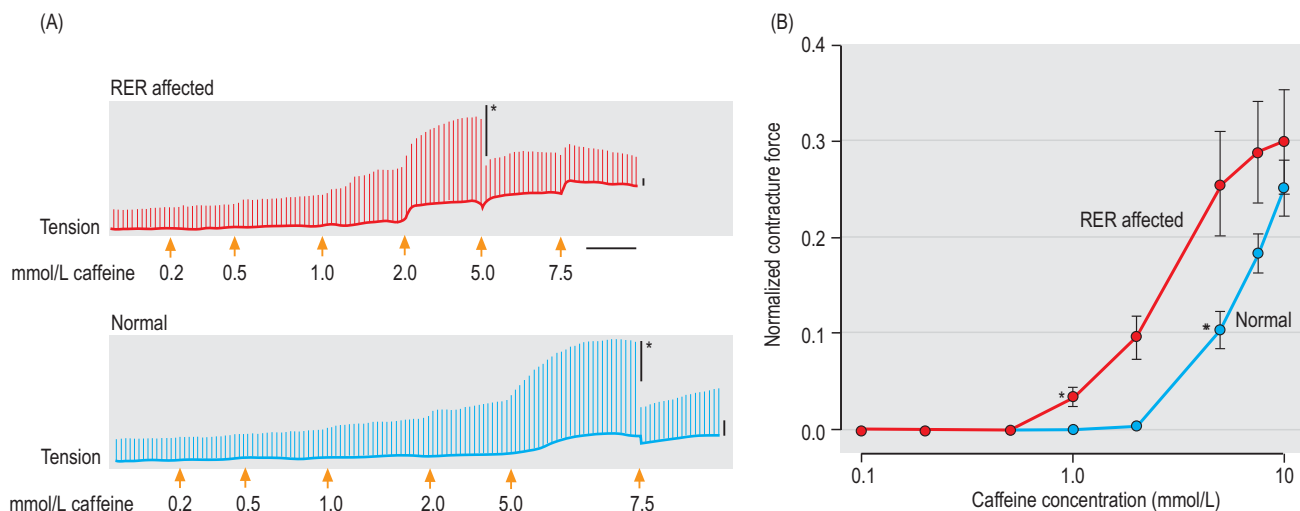 (A)
RER affected
*
Tension
mmol/L caffeine 0.2 0.5 1.0 2.0 5.0 7.5
Normal
*
Tension
mmol/L caffeine 0.2 0.5 1.0 2.0 5.0 7.5
(B)
Normalized contracture force
0.4
0.3
0.2
0.1
0.0
RER affected
Normal
*
*
0.1 1.0 10
Caffeine concentration (mmol/L)